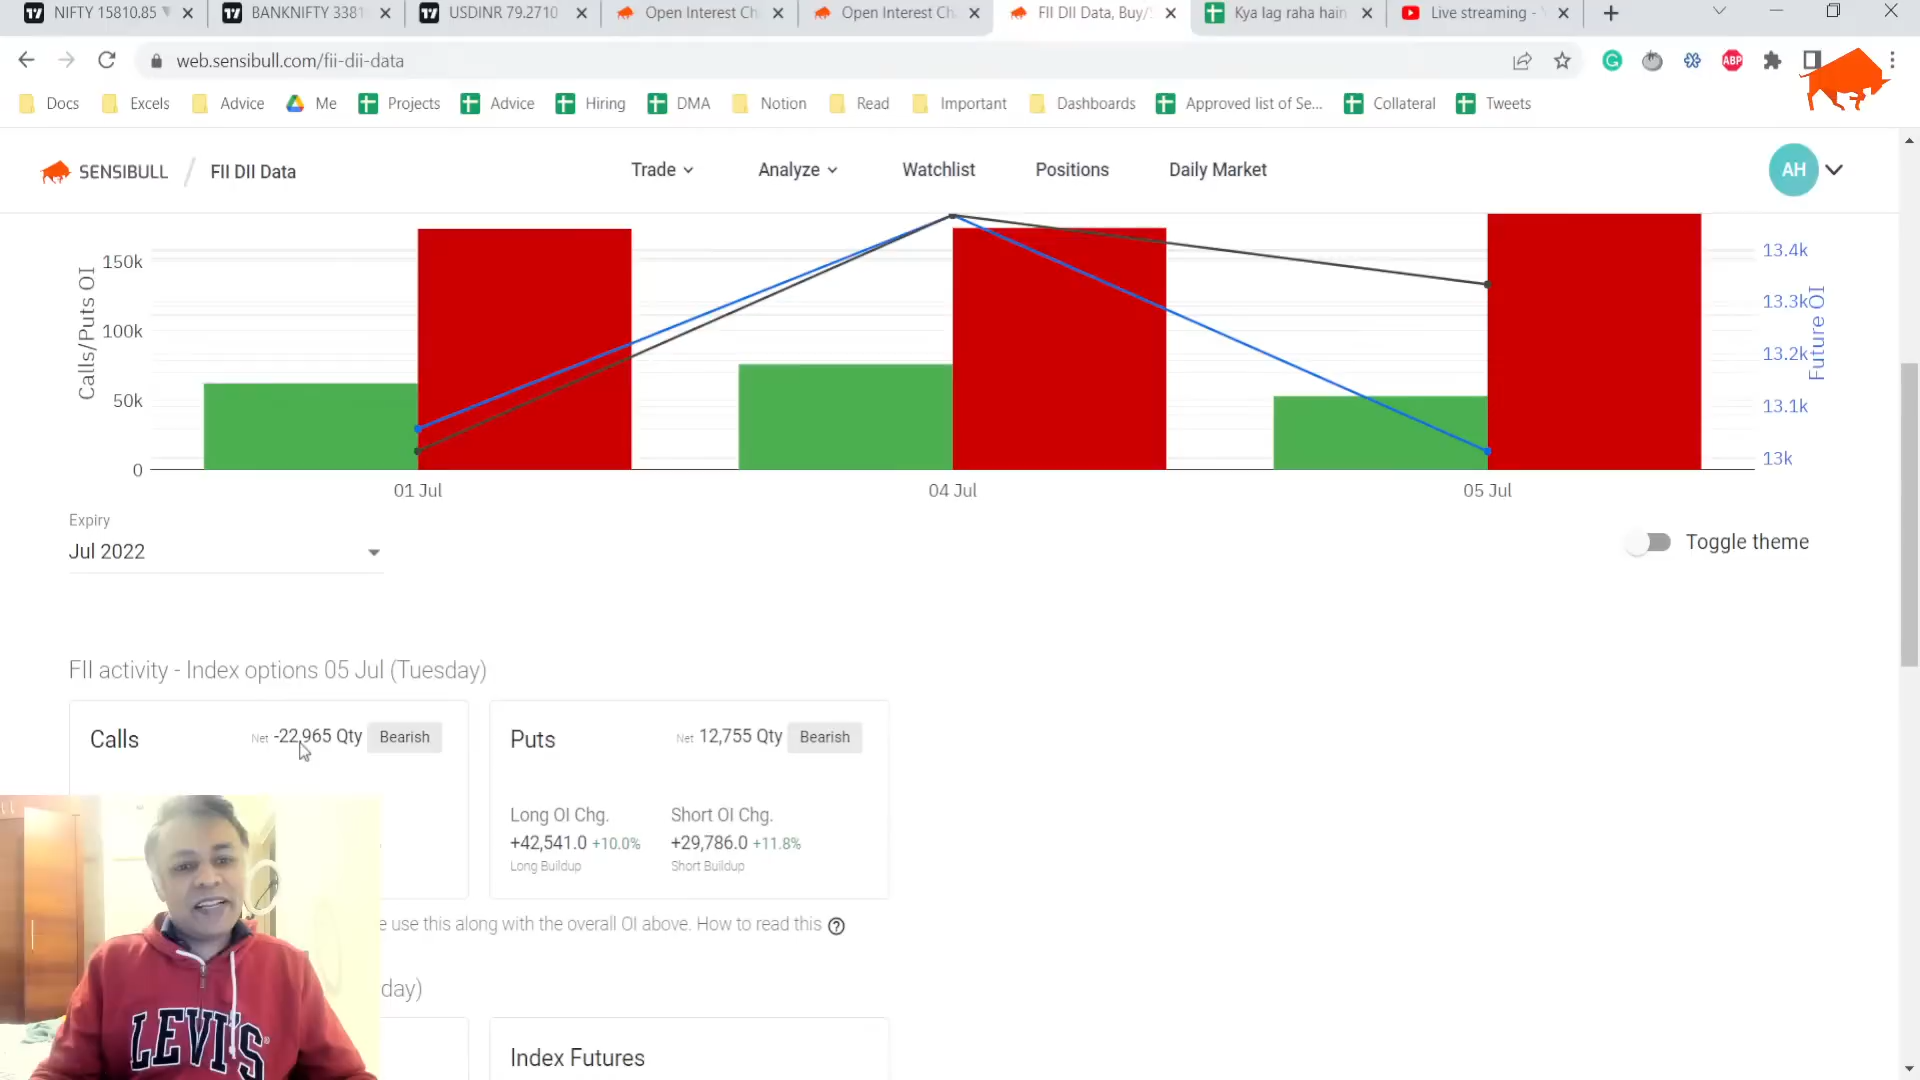 NIFTY 15810.85
BANKNIFTY 3381
USDINR 79.2710
Open Interest Ch
Open Interest Ch
FII DII Data, Buy/
Kya lag raha hain
Live streaming -
web.sensibull.com/fii-dii-data
Docs
Excels
Advice
Me
Projects
Advice
Hiring
DMA
Notion
Read
Important
Dashboards
Approved list of Se...
Collateral
Tweets
SENSIBULL / FII DII Data
Trade
Analyze
Watchlist
Positions
Daily Market
AH
Calls/Puts OI
150k
100k
50k
0
13.4k
13.3k
13.2k
13.1k
13k
Future OI
01 Jul
04 Jul
05 Jul
Expiry
Jul 2022
Toggle theme
FII activity - Index options 05 Jul (Tuesday)
Calls
Net -22,965 Qty
Bearish
Puts
Net 12,755 Qty
Bearish
Long OI Chg.
Short OI Chg.
+42,541.0 +10.0%
+29,786.0 +11.8%
Long Buildup
Short Buildup
e use this along with the overall OI above. How to read this ?
day)
Index Futures
LEVI'S
ABP
G